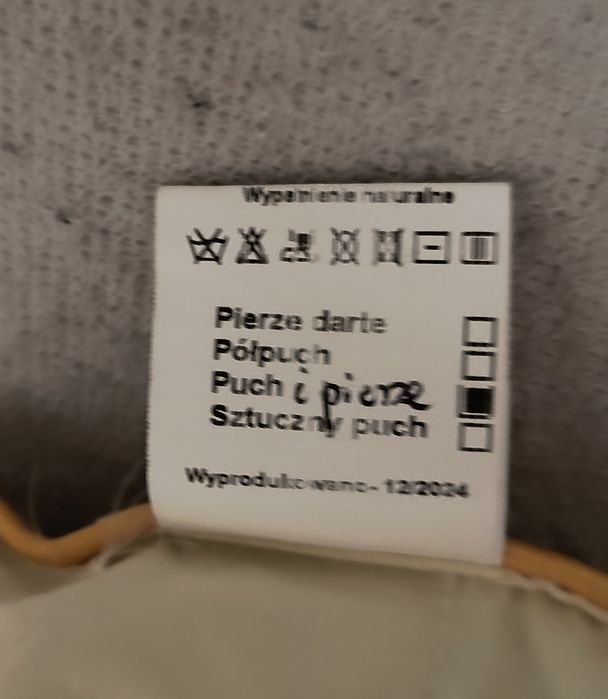 Wypełnienie naturalne
Pierze darte
Półpuch
Puch i pierze
Sztuczny puch
Wyprodukowano- 12/2024